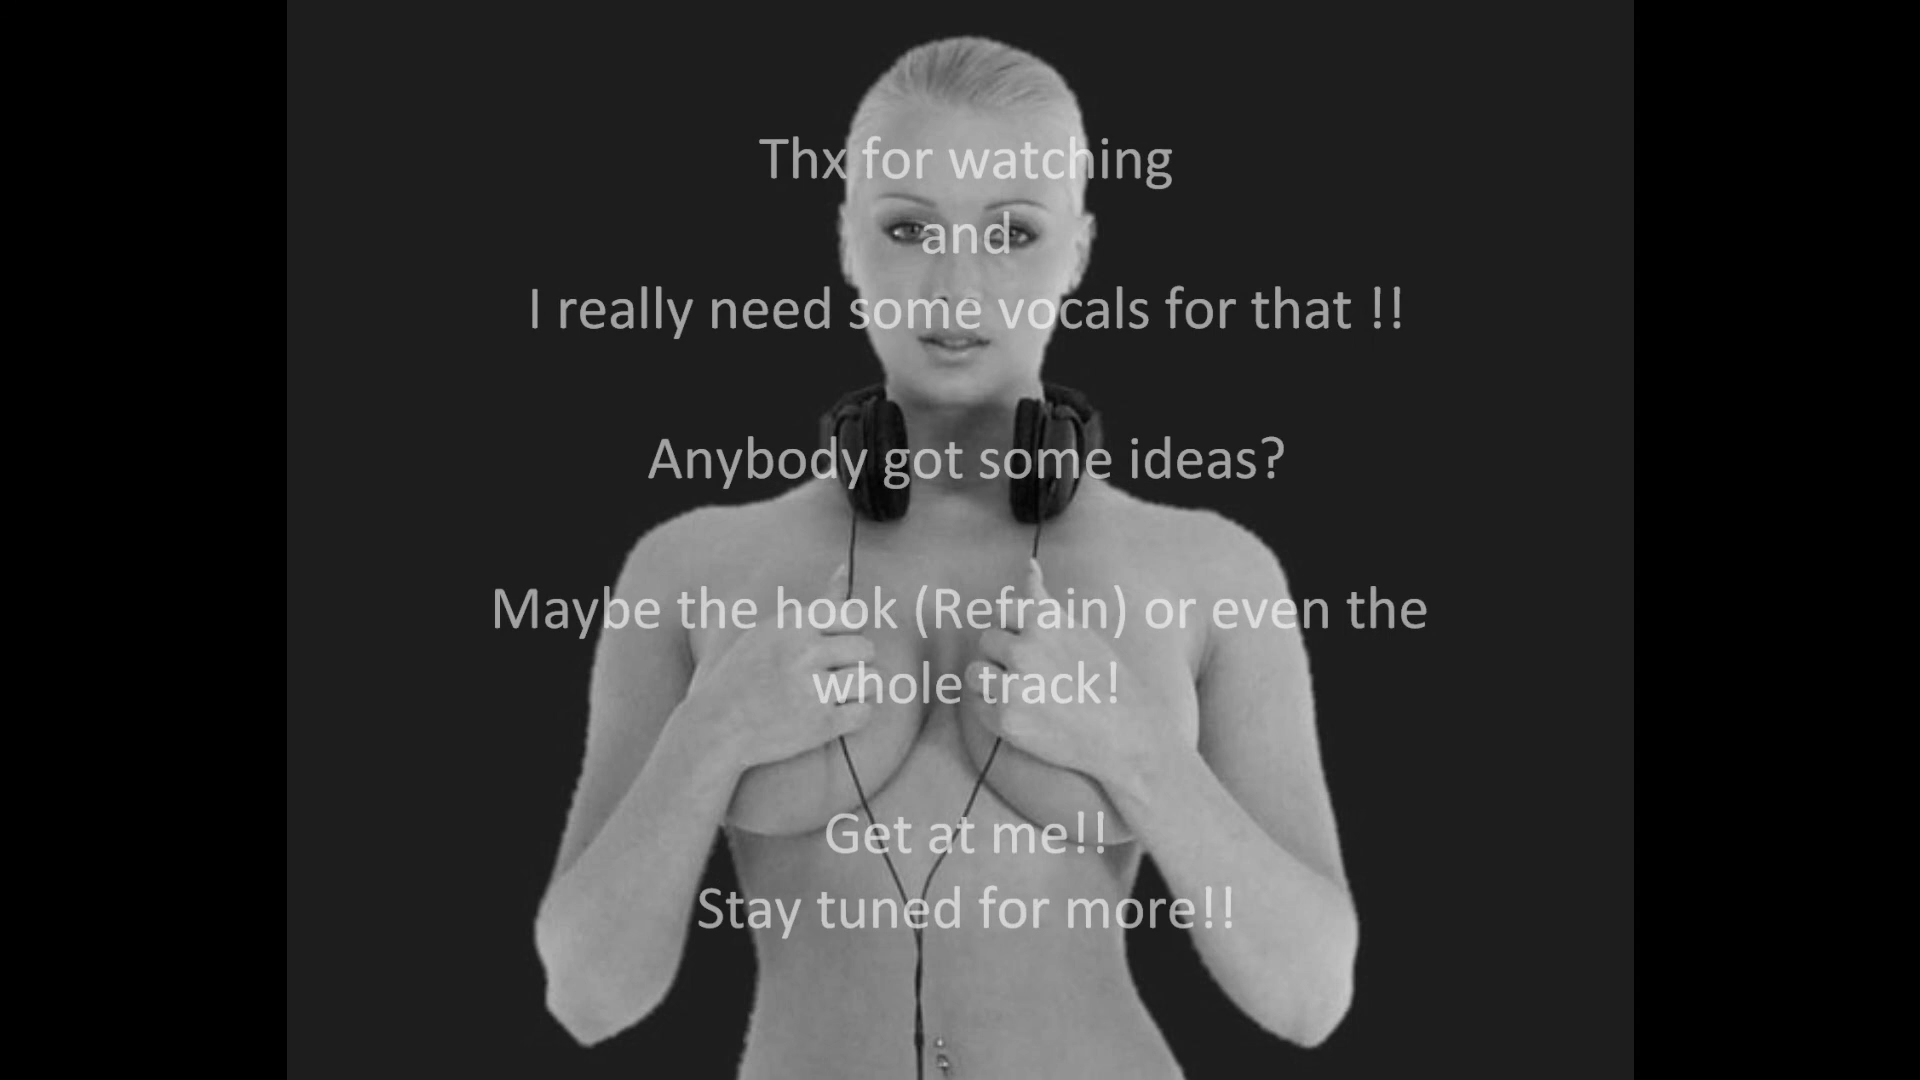 Thx for watching
and
I really need some vocals for that !!
Anybody got some ideas?
Maybe the hook (Refrain) or even the
whole track!
Get at me!!
Stay tuned for more!!